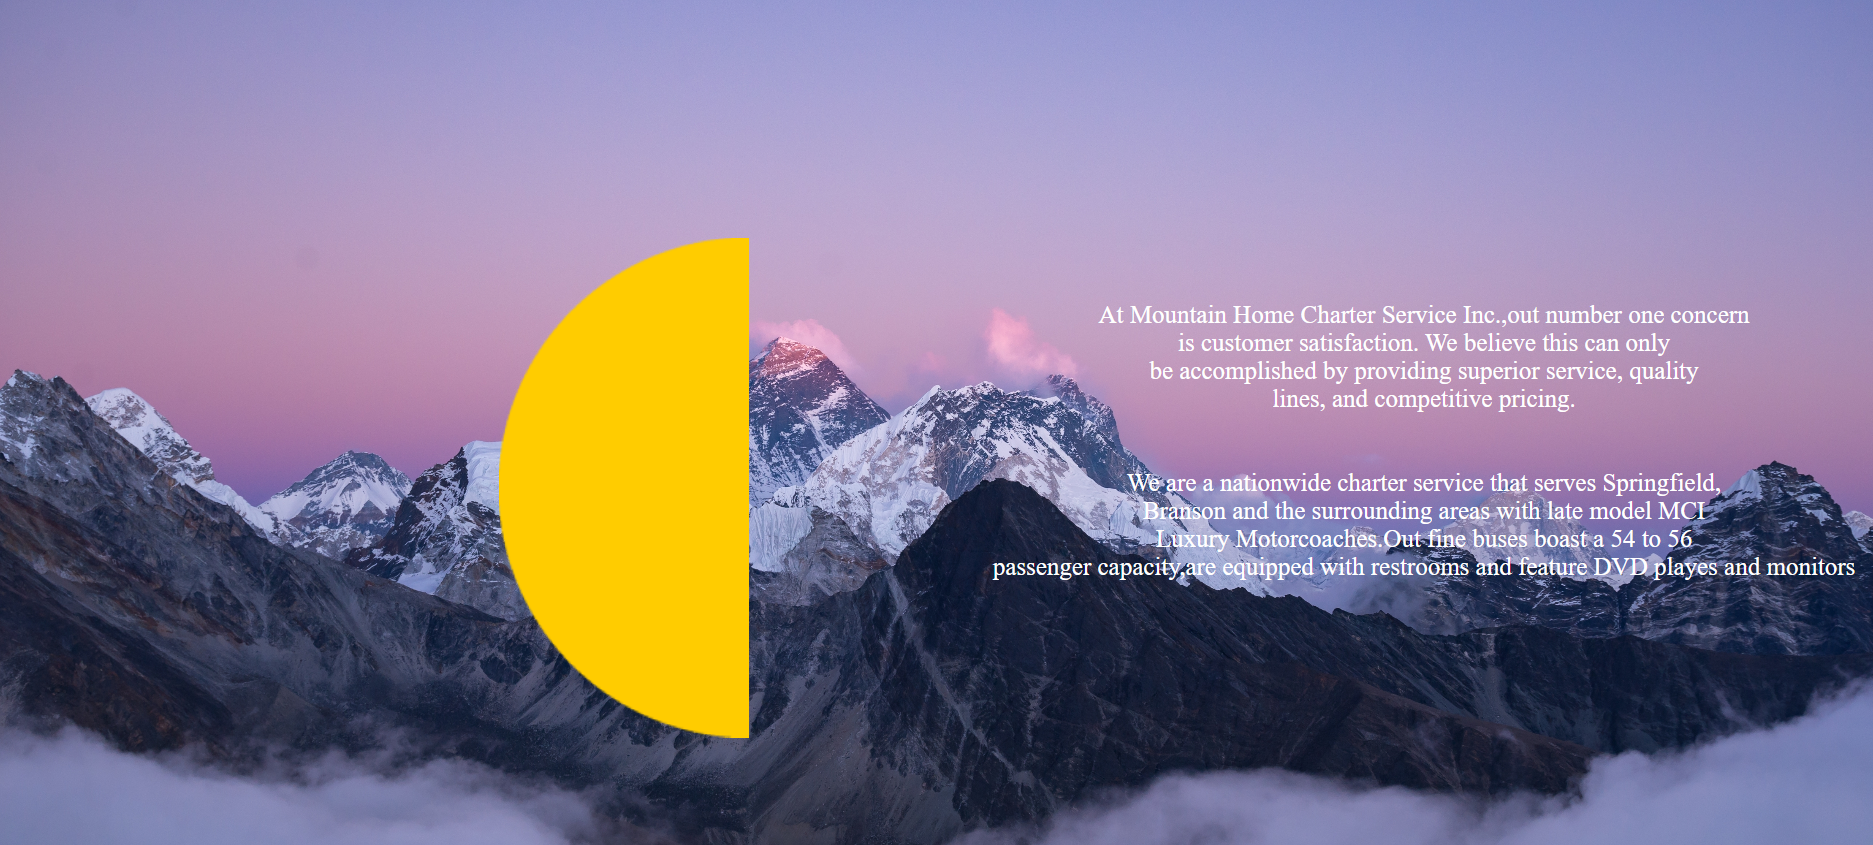 At Mountain Home Charter Service Inc.,out number one concern
is customer satisfaction. We believe this can only
be accomplished by providing superior service, quality
lines, and competitive pricing.
We are a nationwide charter service that serves Springfield,
Branson and the surrounding areas with late model MCI
Luxury Motorcoaches.Out fine buses boast a 54 to 56
passenger capacity,are equipped with restrooms and feature DVD playes and monitors